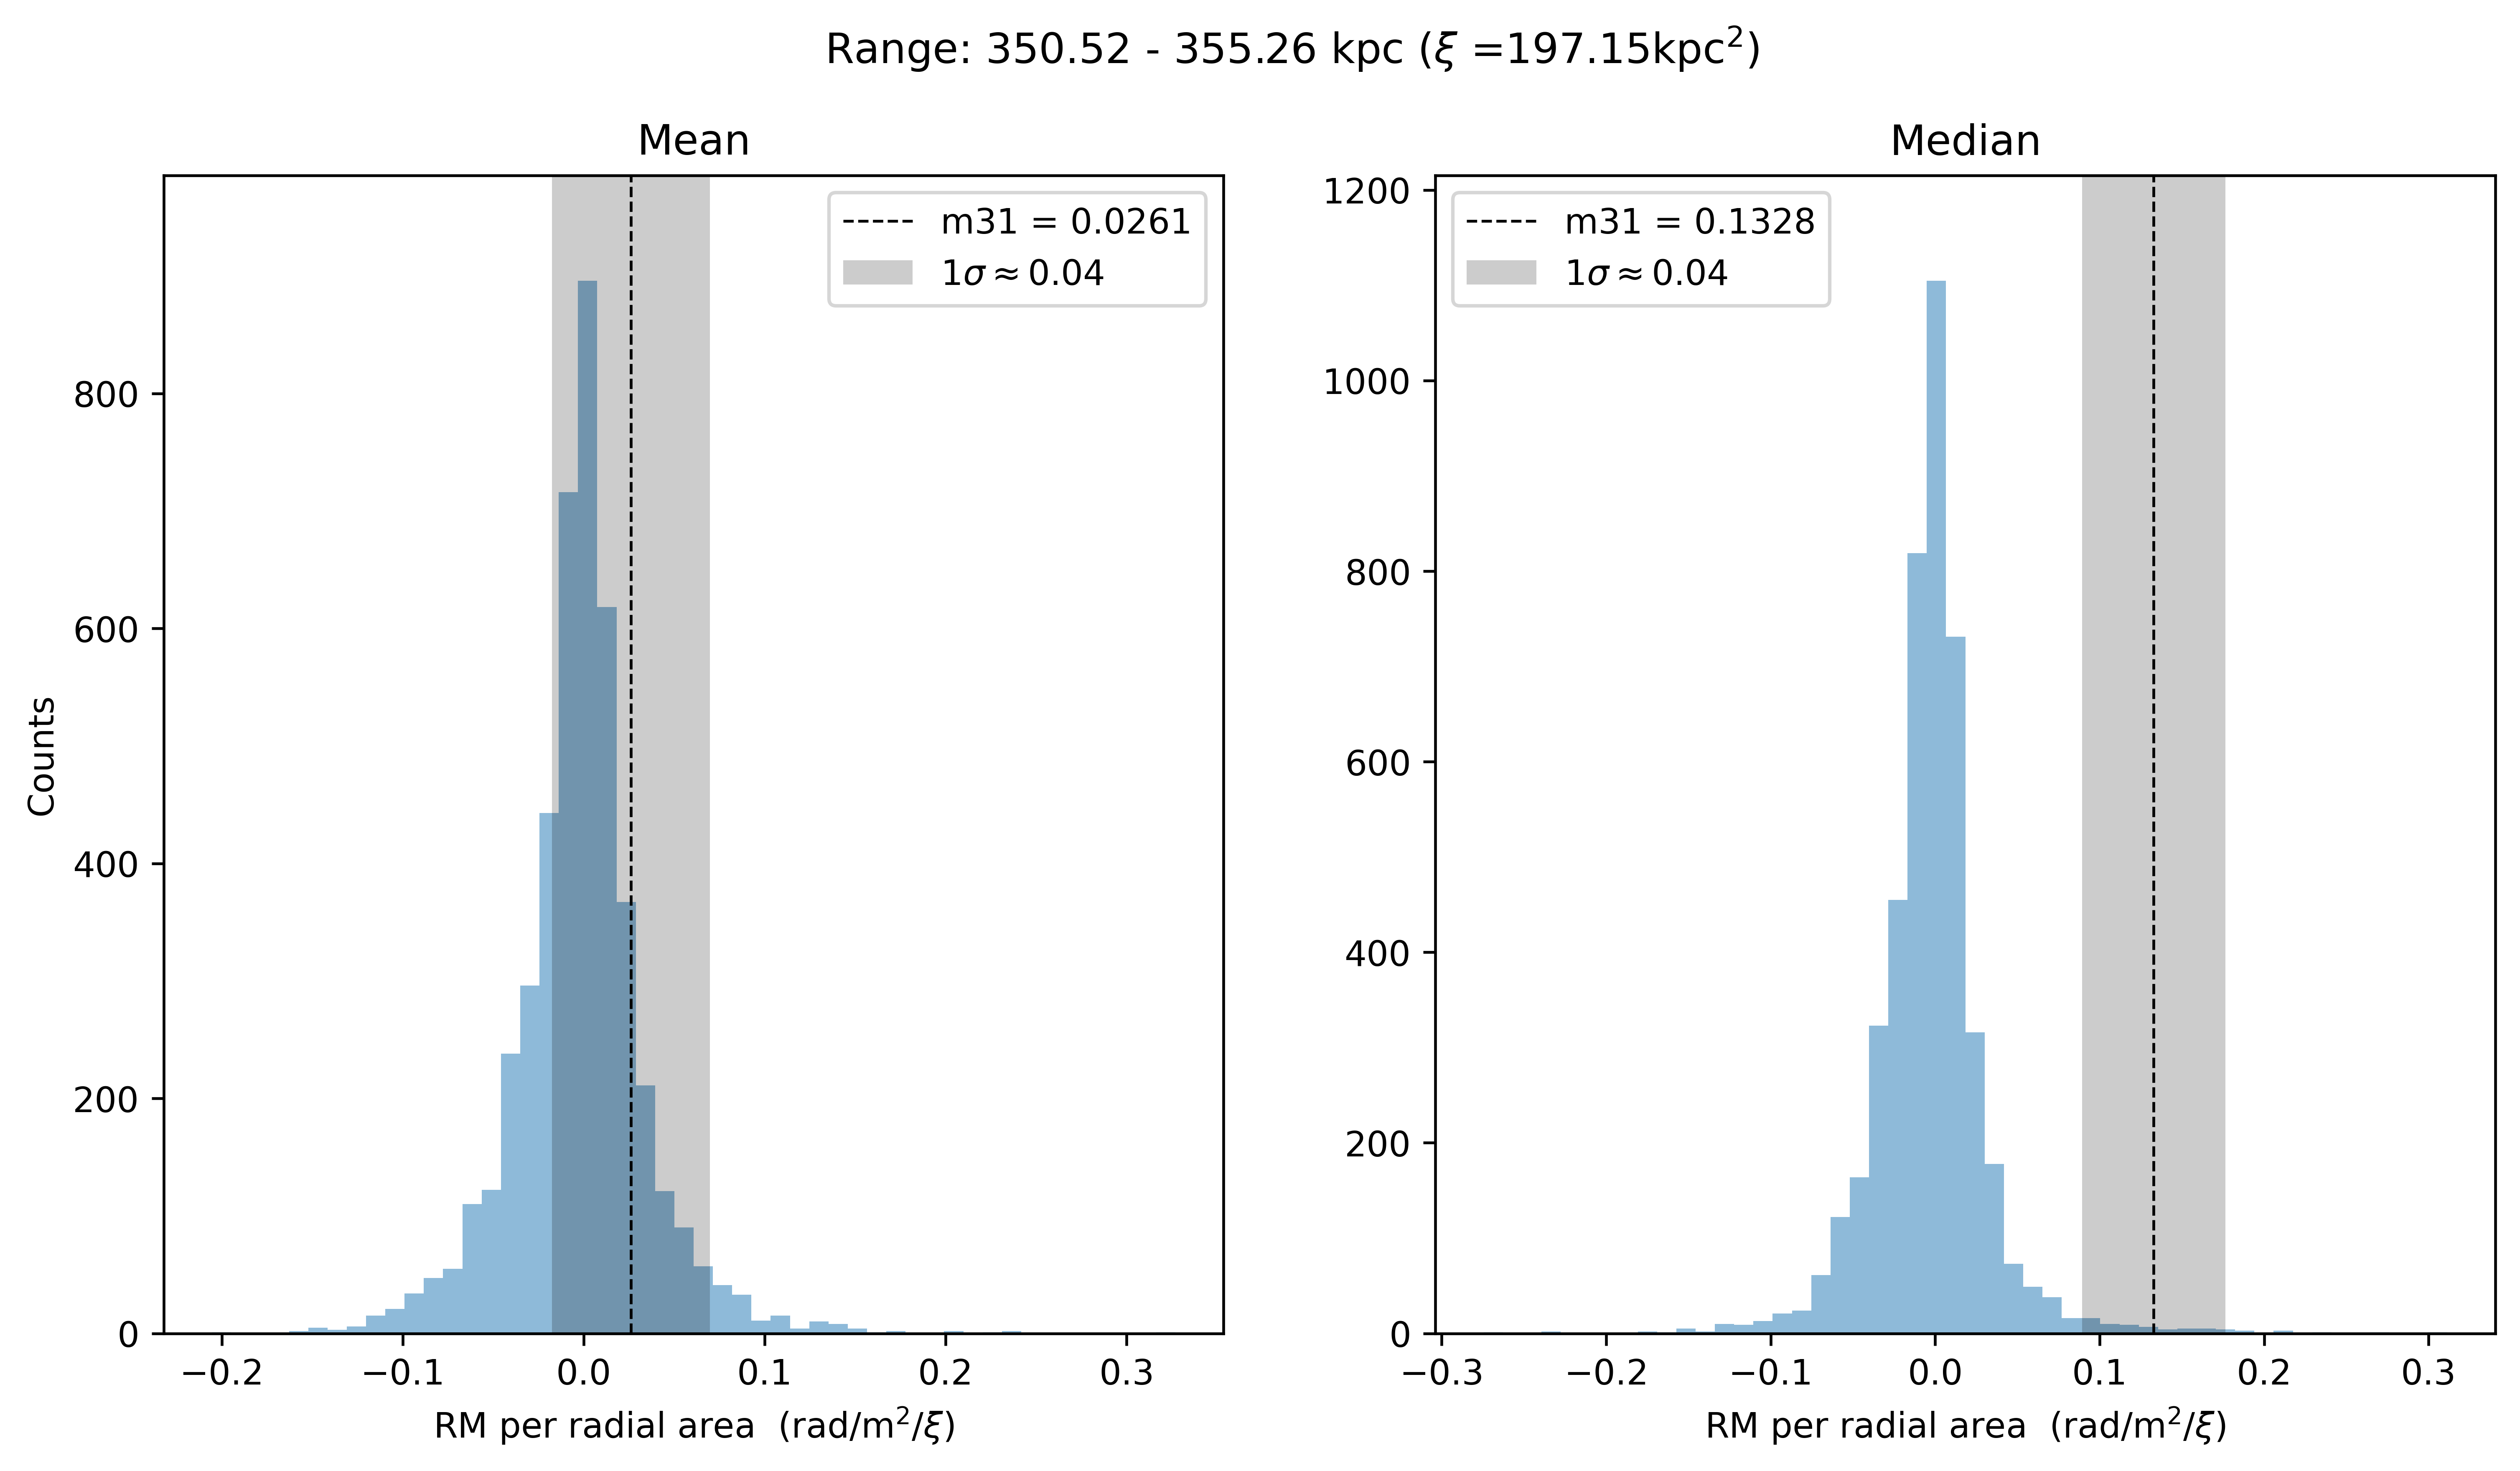 Range: 350.52 - 355.26 kpc (ξ =197.15kpc²)
Mean
m31 = 0.0261
1σ≈0.04
800
600
400
200
0
Counts
−0.2 −0.1 0.0 0.1 0.2 0.3
RM per radial area (rad/m²/ξ)
Median
m31 = 0.1328
1σ≈0.04
1200
1000
800
600
400
200
0
−0.3 −0.2 −0.1 0.0 0.1 0.2 0.3
RM per radial area (rad/m²/ξ)